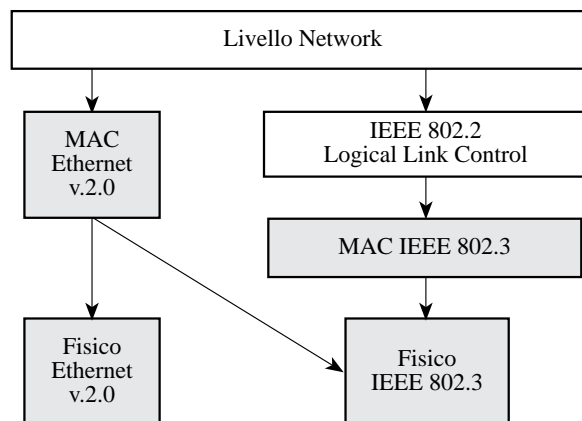 Livello Network
MAC
Ethernet
v.2.0
IEEE 802.2
Logical Link Control
MAC IEEE 802.3
Fisico
Ethernet
v.2.0
Fisico
IEEE 802.3